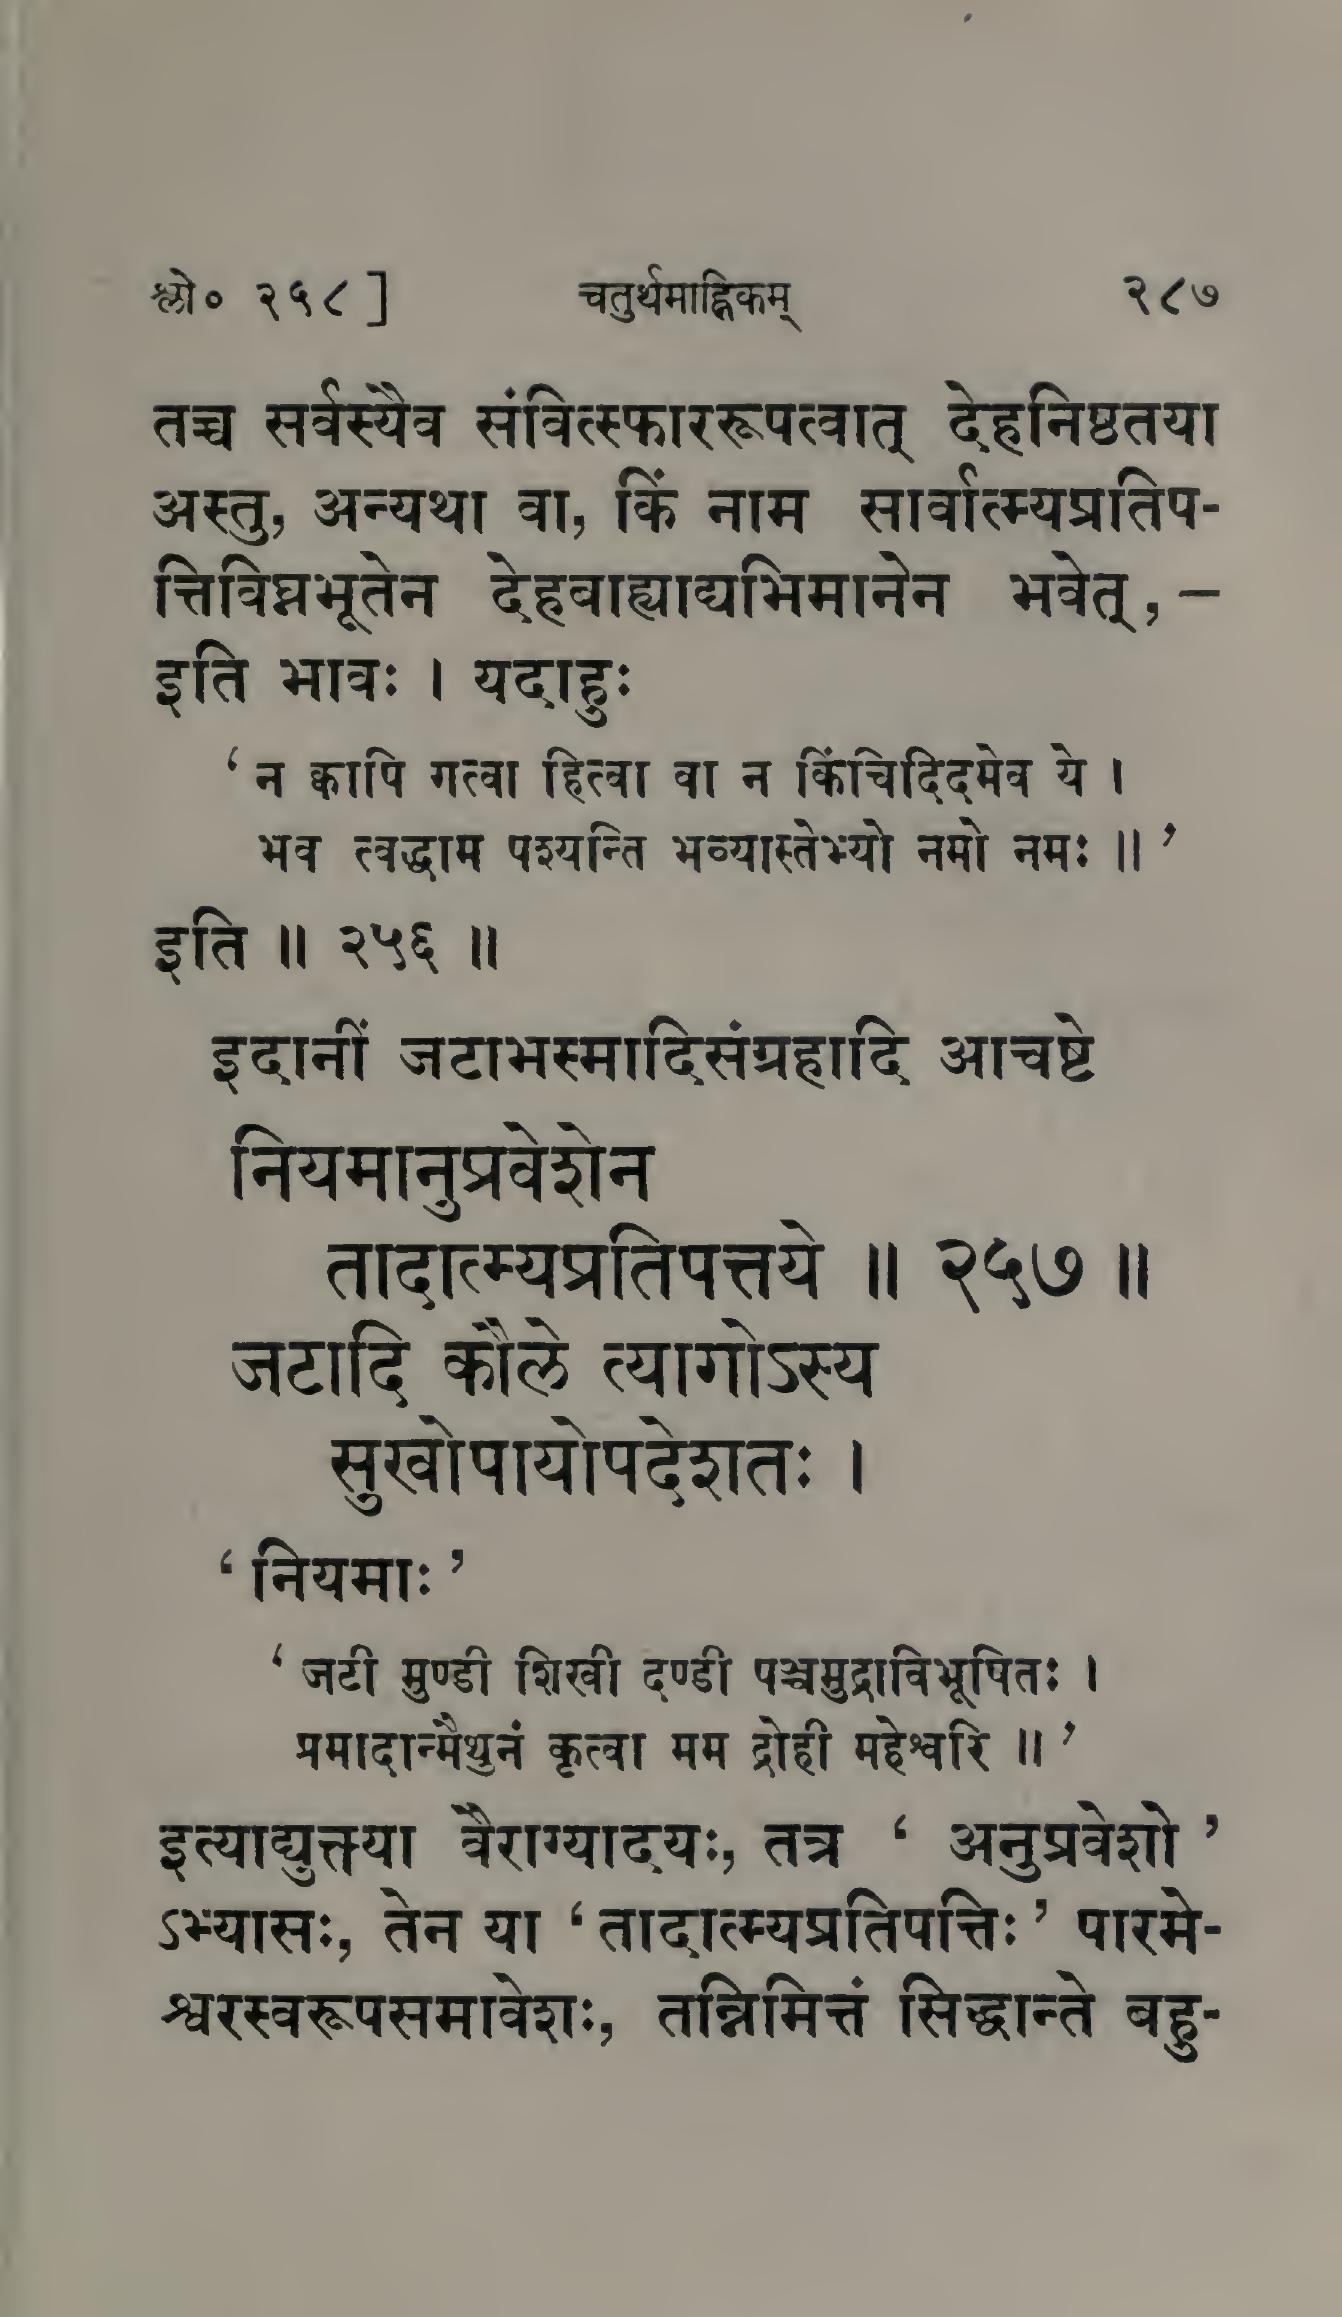 श्लो० २५८] चतुर्थमाह्निकम् २८७
तच्च सर्वस्यैव संवित्स्फाररूपत्वात् देहनिष्ठतया
अस्तु, अन्यथा वा, किं नाम सार्वात्म्यप्रतिप-
त्तिविघ्नभूतेन देहबाह्याद्यभिमानेन भवेत्, –
इति भावः । यदाहुः
‘ न क्वापि गत्वा हित्वा वा न किंचिदिदमेव ये ।
भव त्वद्धाम पश्यन्ति भव्यास्तेभ्यो नमो नमः ॥ ’
इति ॥ २५६ ॥
इदानीं जटाभस्मादिसंग्रहादि आचष्टे
नियमानुप्रवेशेन
तादात्म्यप्रतिपत्तये ॥ २५७ ॥
जटादि कौले त्यागोऽस्य
सुखोपायोपदेशतः ।
‘ नियमाः ’
‘ जटी मुण्डी शिखी दण्डी पञ्चमुद्राविभूषितः ।
प्रमादान्मैथुनं कृत्वा मम द्रोही महेश्वरि ॥ ’
इत्याद्युक्त्या वैराग्यादयः, तत्र ‘ अनुप्रवेशो ’
ऽभ्यासः, तेन या ‘ तादात्म्यप्रतिपत्तिः ’ पारमे-
श्वरस्वरूपसमावेशः, तन्निमित्तं सिद्धान्ते बहु-